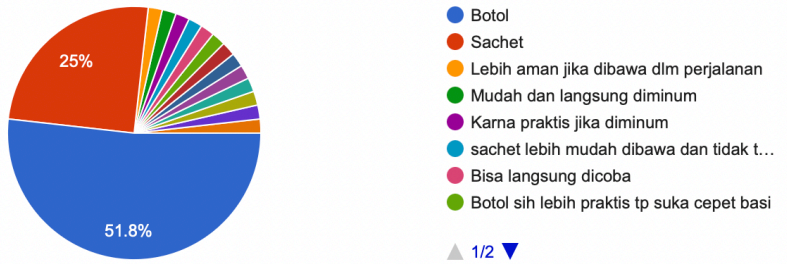 25%
51.8%
Botol
Sachet
Lebih aman jika dibawa dlm perjalanan
Mudah dan langsung diminum
Karna praktis jika diminum
sachet lebih mudah dibawa dan tidak t...
Bisa langsung dicoba
Botol sih lebih praktis tp suka cepet basi
1/2